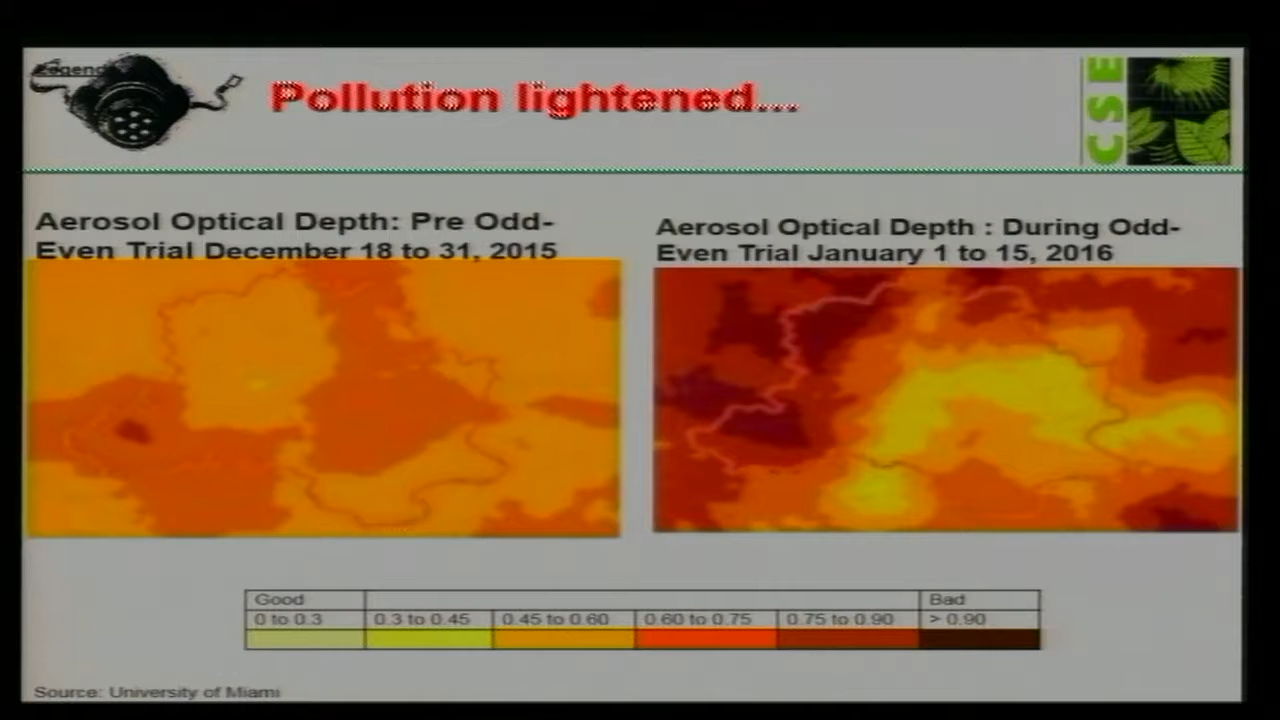 Legend
Pollution lightened...
CSE
Aerosol Optical Depth: Pre Odd-
Even Trial December 18 to 31, 2015
Aerosol Optical Depth : During Odd-
Even Trial January 1 to 15, 2016
Good Bad
0 to 0.3 0.3 to 0.45 0.45 to 0.60 0.60 to 0.75 0.75 to 0.90 > 0.90
Source: University of Miami